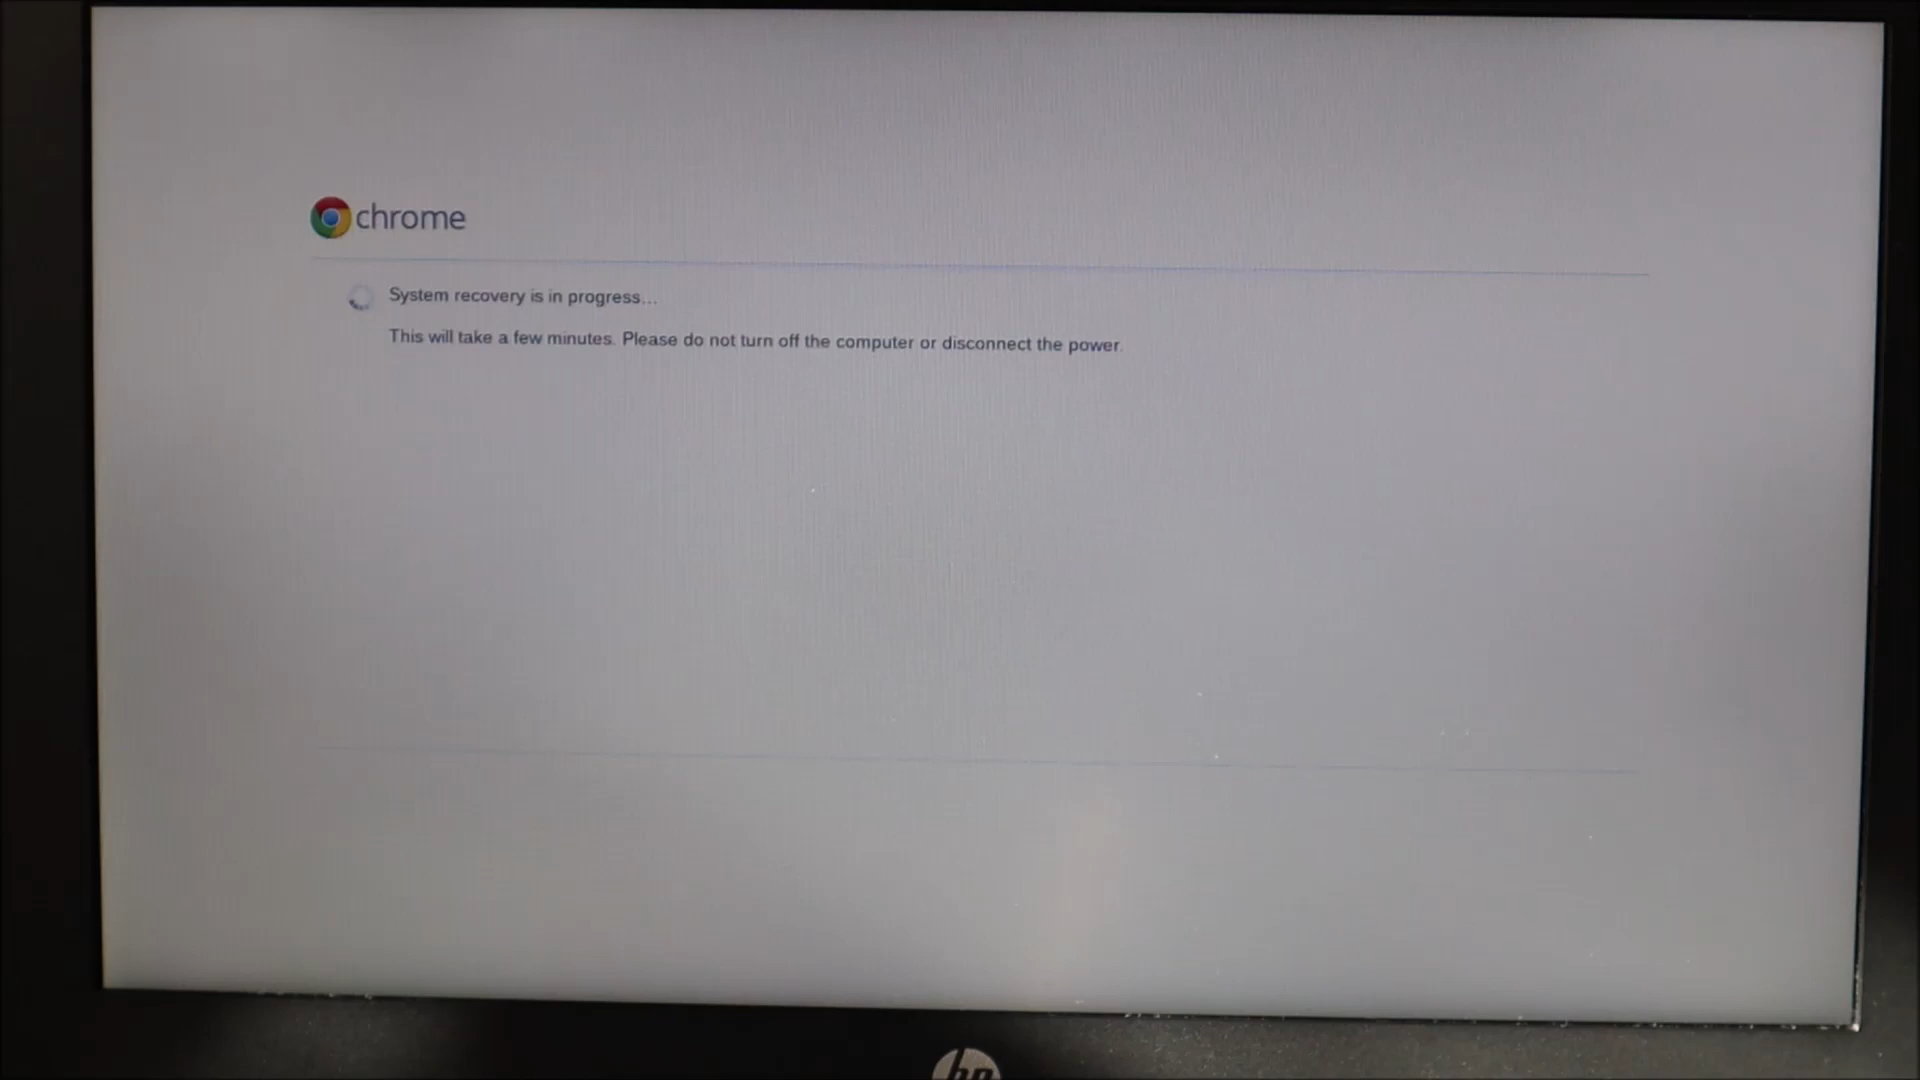 chrome
System recovery is in progress...
This will take a few minutes. Please do not turn off the computer or disconnect the power.
hp